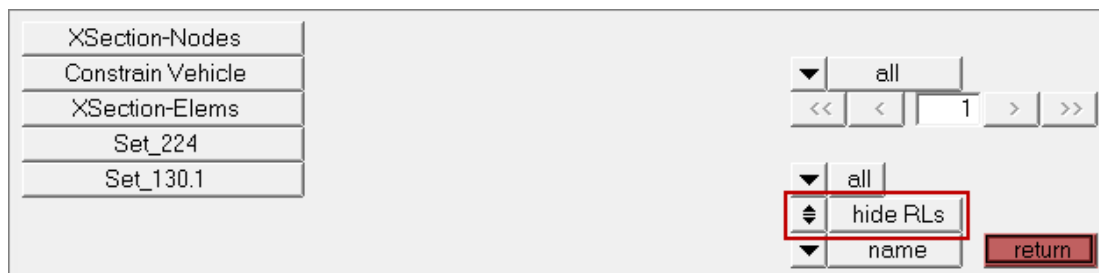 XSection-Nodes
Constrain Vehicle
XSection-Elems
Set_224
Set_130.1
all
<< < 1 > >>
all
hide RLs
name return